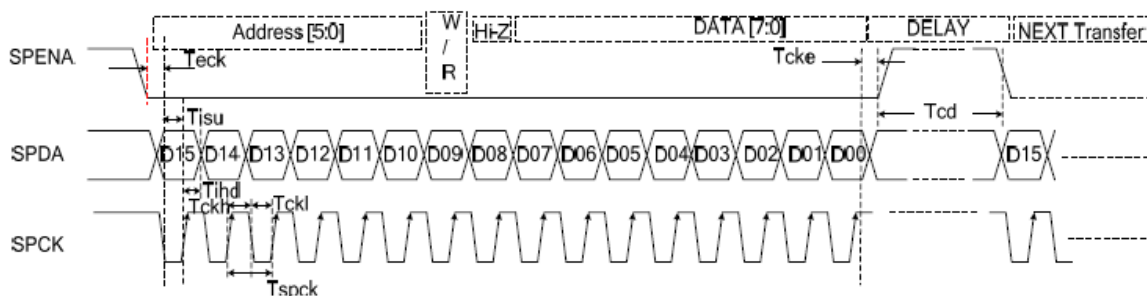 Address [5:0] W / R Hi-Z DATA [7:0] DELAY NEXT Transfer
SPENA Teck Tcke
Tcd
Tisu
SPDA D15 D14 D13 D12 D11 D10 D09 D08 D07 D06 D05 D04 D03 D02 D01 D00 D15
Tihd
Tckh Tckl
SPCK
Tspck